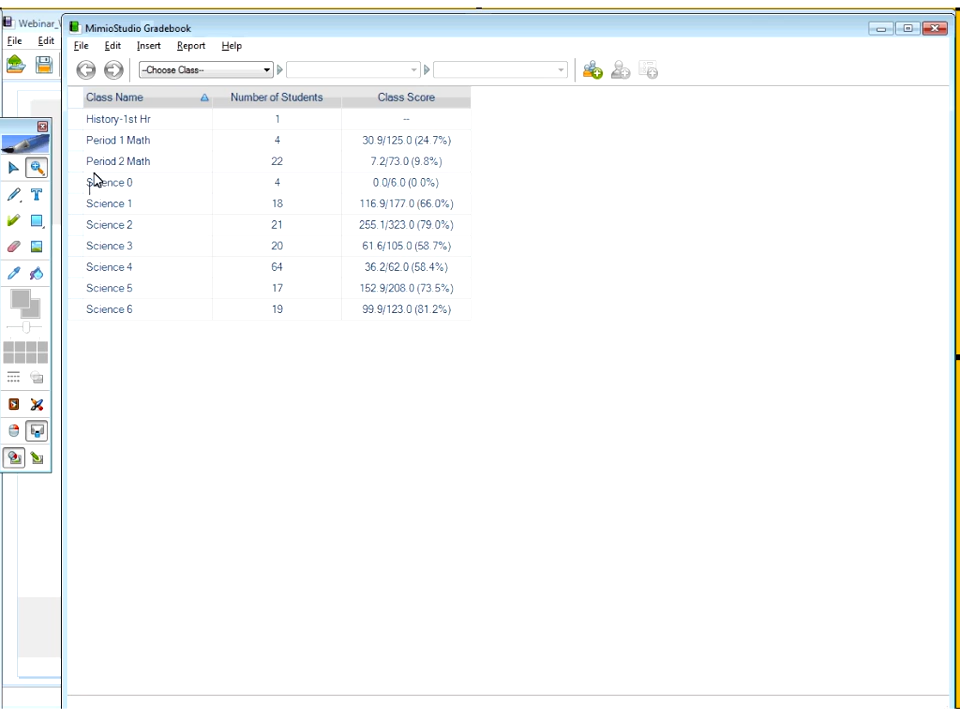 Webinar_
MimioStudio Gradebook
File Edit
File Edit Insert Report Help
--Choose Class--
Class Name Number of Students Class Score
History-1st Hr 1 --
Period 1 Math 4 30.9/125.0 (24.7%)
Period 2 Math 22 7.2/73.0 (9.8%)
Science 0 4 0.0/6.0 (0.0%)
Science 1 18 116.9/177.0 (66.0%)
Science 2 21 255.1/323.0 (79.0%)
Science 3 20 61.6/105.0 (58.7%)
Science 4 64 36.2/62.0 (58.4%)
Science 5 17 152.9/208.0 (73.5%)
Science 6 19 99.9/123.0 (81.2%)
T